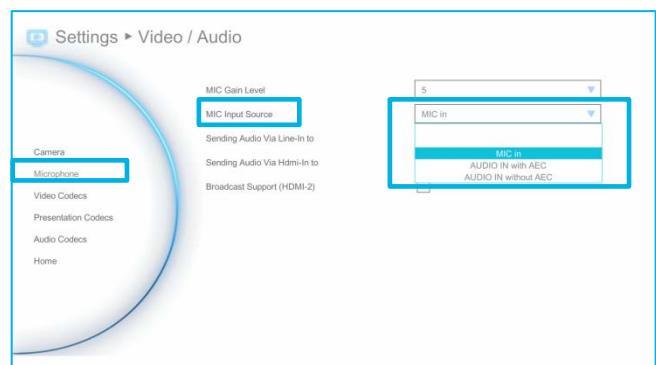 Settings ► Video / Audio
MIC Gain Level 5
MIC Input Source MIC in
Sending Audio Via Line-In to
MIC in
Sending Audio Via Hdmi-In to
AUDIO IN with AEC
AUDIO IN without AEC
Broadcast Support (HDMI-2)
Camera
Microphone
Video Codecs
Presentation Codecs
Audio Codecs
Home